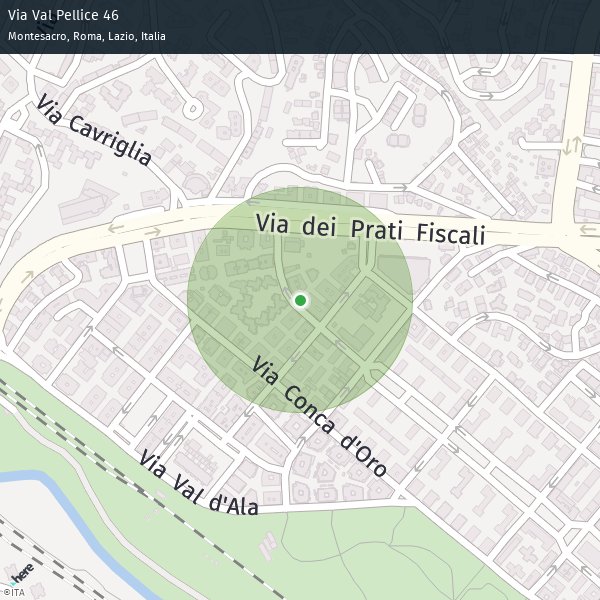 Via Val Pellice 46
Montesacro, Roma, Lazio, Italia
Via Cavriglia
Via dei Prati Fiscali
Via Conca d'Oro
Via Val d'Ala
here
©ITA